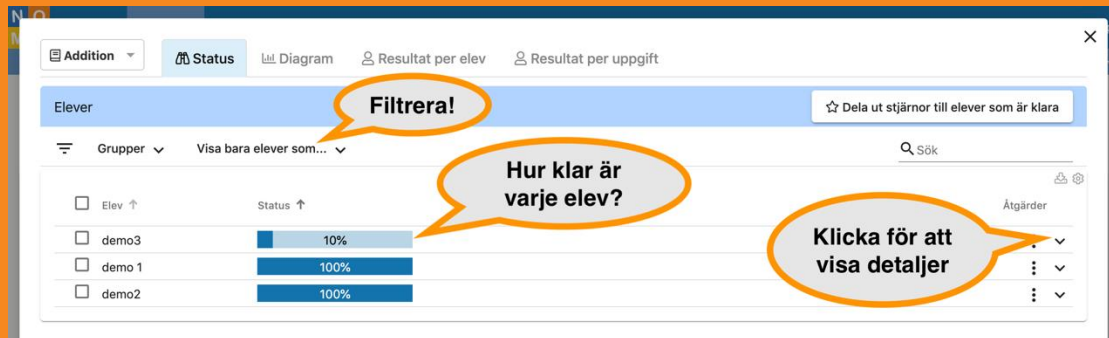 N O
M
Addition
Status
Diagram
Resultat per elev
Resultat per uppgift
Elever
Filtrera!
Dela ut stjärnor till elever som är klara
Grupper
Visa bara elever som...
Sök
Hur klar är
varje elev?
Elev
Status
Åtgärder
demo3
10%
Klicka för att
visa detaljer
demo 1
100%
demo2
100%